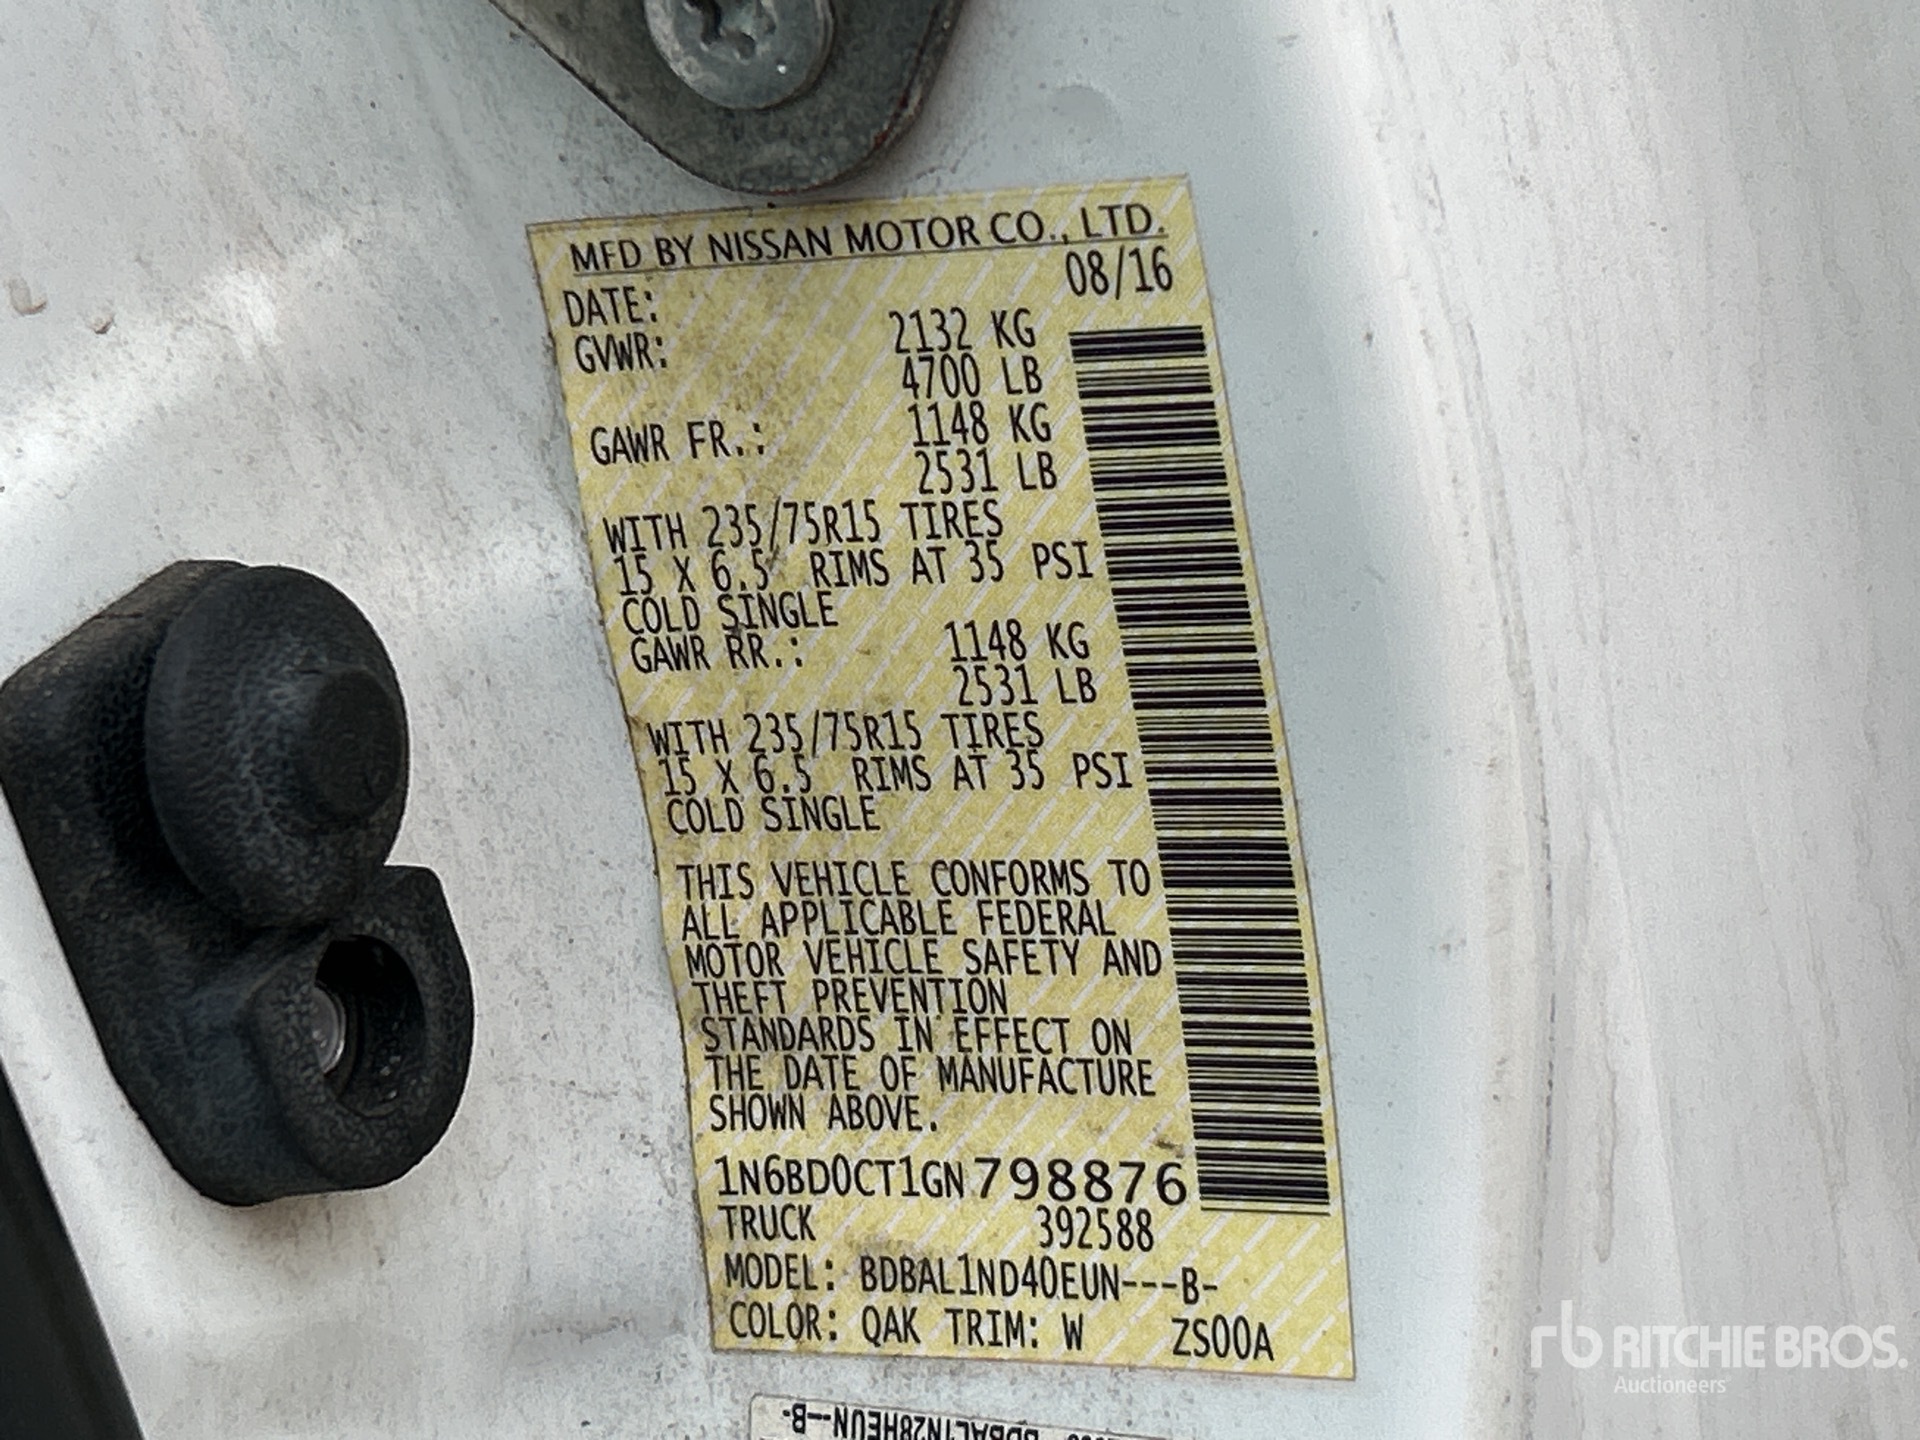 MFD BY NISSAN MOTOR CO., LTD.
DATE: 08/16
GVWR: 2132 KG
4700 LB
GAWR FR.: 1148 KG
2531 LB
WITH 235/75R15 TIRES
15 X 6.5 RIMS AT 35 PSI
COLD SINGLE
GAWR RR.: 1148 KG
2531 LB
WITH 235/75R15 TIRES
15 X 6.5 RIMS AT 35 PSI
COLD SINGLE
THIS VEHICLE CONFORMS TO
ALL APPLICABLE FEDERAL
MOTOR VEHICLE SAFETY AND
THEFT PREVENTION
STANDARDS IN EFFECT ON
THE DATE OF MANUFACTURE
SHOWN ABOVE.
1N6BD0CT1GN798876
TRUCK 392588
MODEL: BDBAL1ND40EUN---B-
COLOR: QAK TRIM: W ZS00A
BDBAL1N28HEUN--B-
rb RITCHIE BROS.
Auctioneers